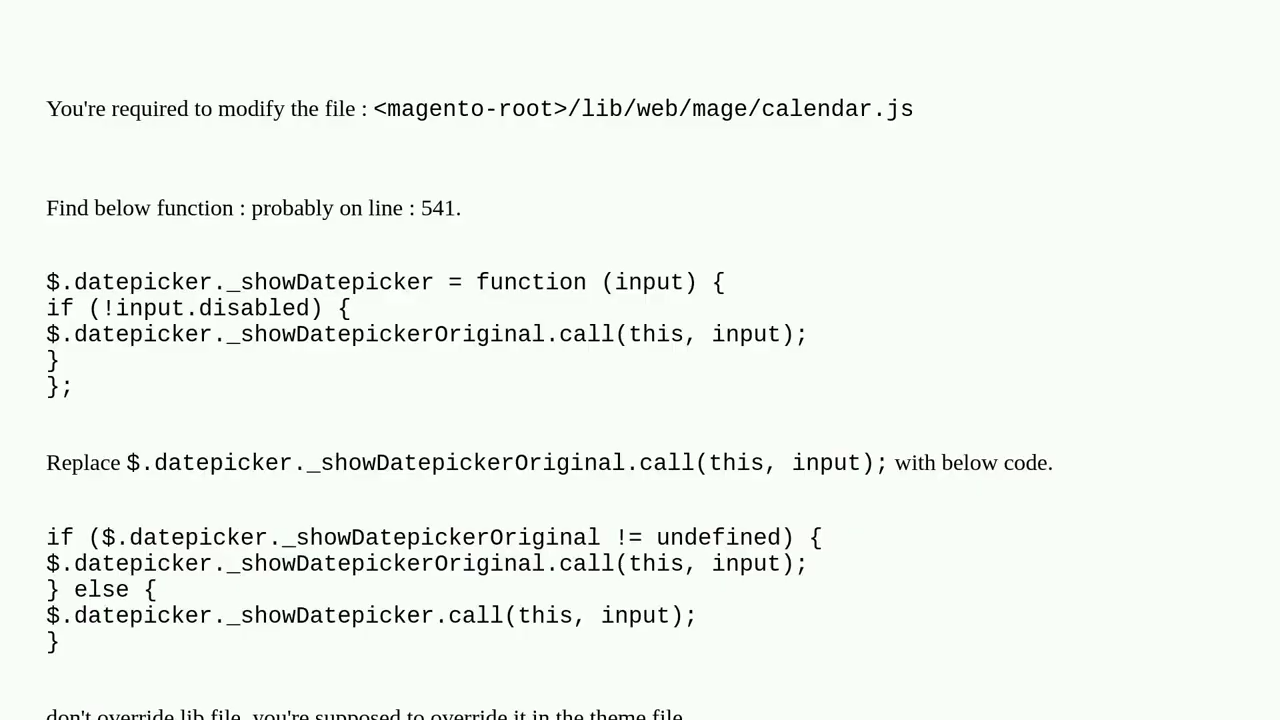 You're required to modify the file : <magento-root>/lib/web/mage/calendar.js
Find below function : probably on line : 541.
$.datepicker._showDatepicker = function (input) {
if (!input.disabled) {
$.datepicker._showDatepickerOriginal.call(this, input);
}
};
Replace $.datepicker._showDatepickerOriginal.call(this, input); with below code.
if ($.datepicker._showDatepickerOriginal != undefined) {
$.datepicker._showDatepickerOriginal.call(this, input);
} else {
$.datepicker._showDatepicker.call(this, input);
}
don't override lib file, you're supposed to override it in the theme file.